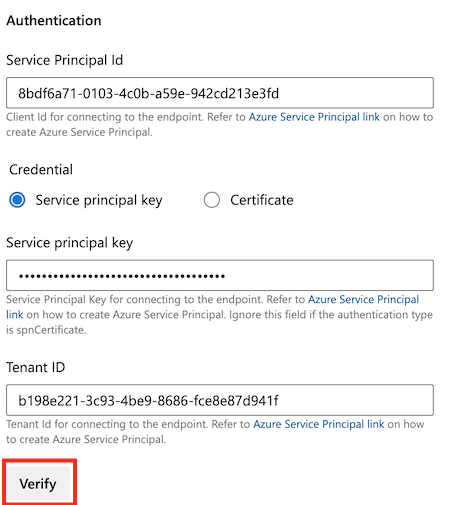 Authentication
Service Principal Id
8bdf6a71-0103-4c0b-a59e-942cd213e3fd
Client Id for connecting to the endpoint. Refer to Azure Service Principal link on how to
create Azure Service Principal.
Credential
Service principal key
Certificate
Service principal key
••••••••••••••••••••••••••••••••••••
Service Principal Key for connecting to the endpoint. Refer to Azure Service Principal
link on how to create Azure Service Principal. Ignore this field if the authentication type
is spnCertificate.
Tenant ID
b198e221-3c93-4be9-8686-fce8e87d941f
Tenant Id for connecting to the endpoint. Refer to Azure Service Principal link on how
to create Azure Service Principal.
Verify